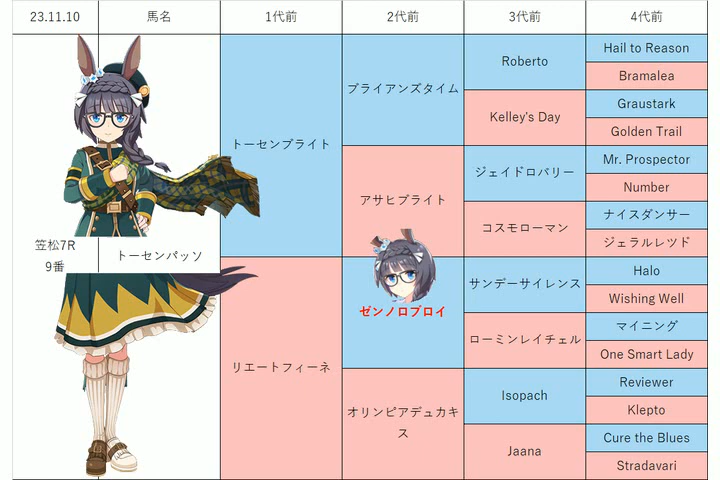 23.11.10 馬名 1代前 2代前 3代前 4代前
笠松7R
9番
トーセンパッソ
トーセンブライト
リエートフィーネ
ブライアンズタイム
アサヒブライト
ゼンノロブロイ
オリンピアデュカキ
ス
Roberto
Kelley's Day
ジェイドロバリー
コスモローマン
サンデーサイレンス
ローミンレイチェル
Isopach
Jaana
Hail to Reason
Bramalea
Graustark
Golden Trail
Mr. Prospector
Number
ナイスダンサー
ジェラルレツド
Halo
Wishing Well
マイニング
One Smart Lady
Reviewer
Klepto
Cure the Blues
Stradavari